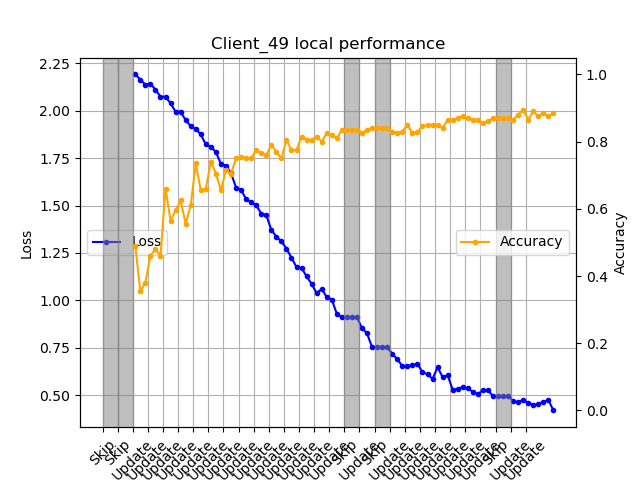 Client_49 local performance
2.25
2.00
1.75
1.50
1.25
1.00
0.75
0.50
Loss
Loss
Accuracy
1.0
0.8
0.6
0.4
0.2
0.0
Accuracy
Skip
Skip
Update
Update
Update
Update
Update
Update
Update
Update
Update
Update
Update
Update
Update
Update
Skip
Update
Skip
Update
Update
Update
Update
Update
Update
Update
Skip
Update
Update